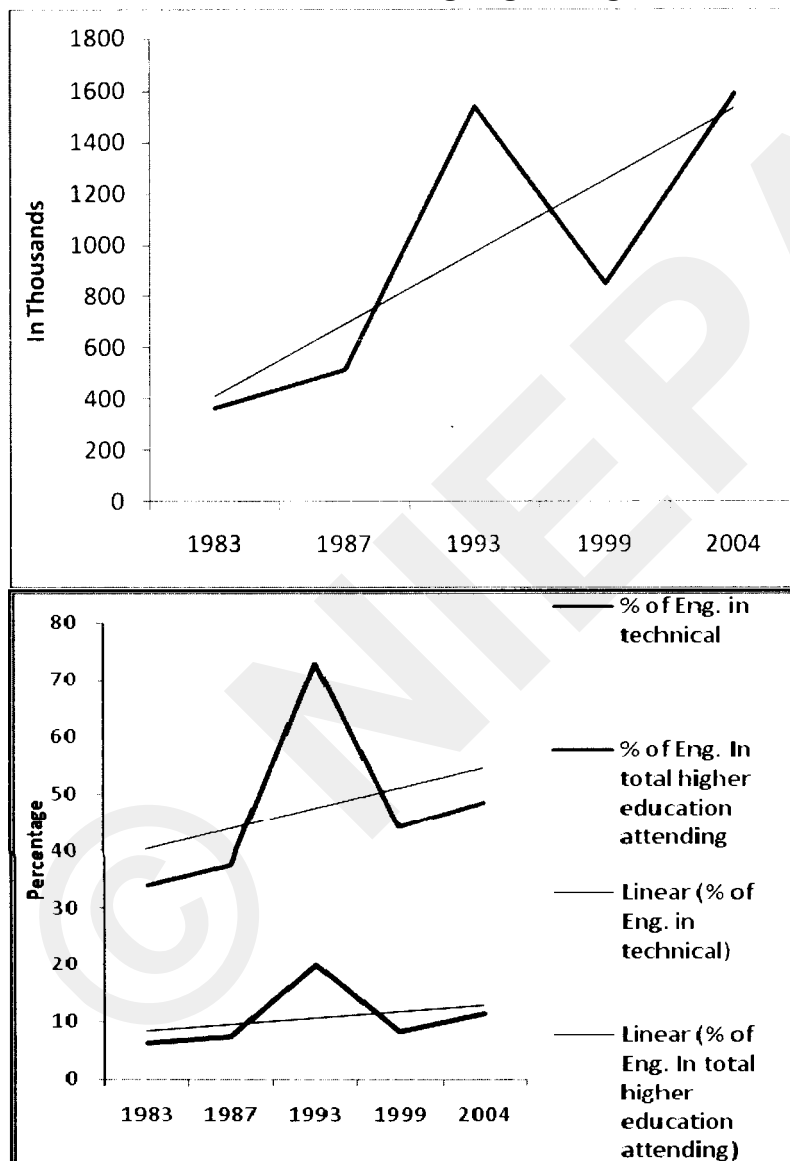 1800
1600
1400
1200
1000
800
600
400
200
0
In Thousands
1983 1987 1993 1999 2004
80
70
60
50
40
30
20
10
0
Percentage
1983 1987 1993 1999 2004
% of Eng. in
technical
% of Eng. In
total higher
education
attending
Linear (% of
Eng. in
technical)
Linear (% of
Eng. In total
higher
education
attending)
© NIEPA